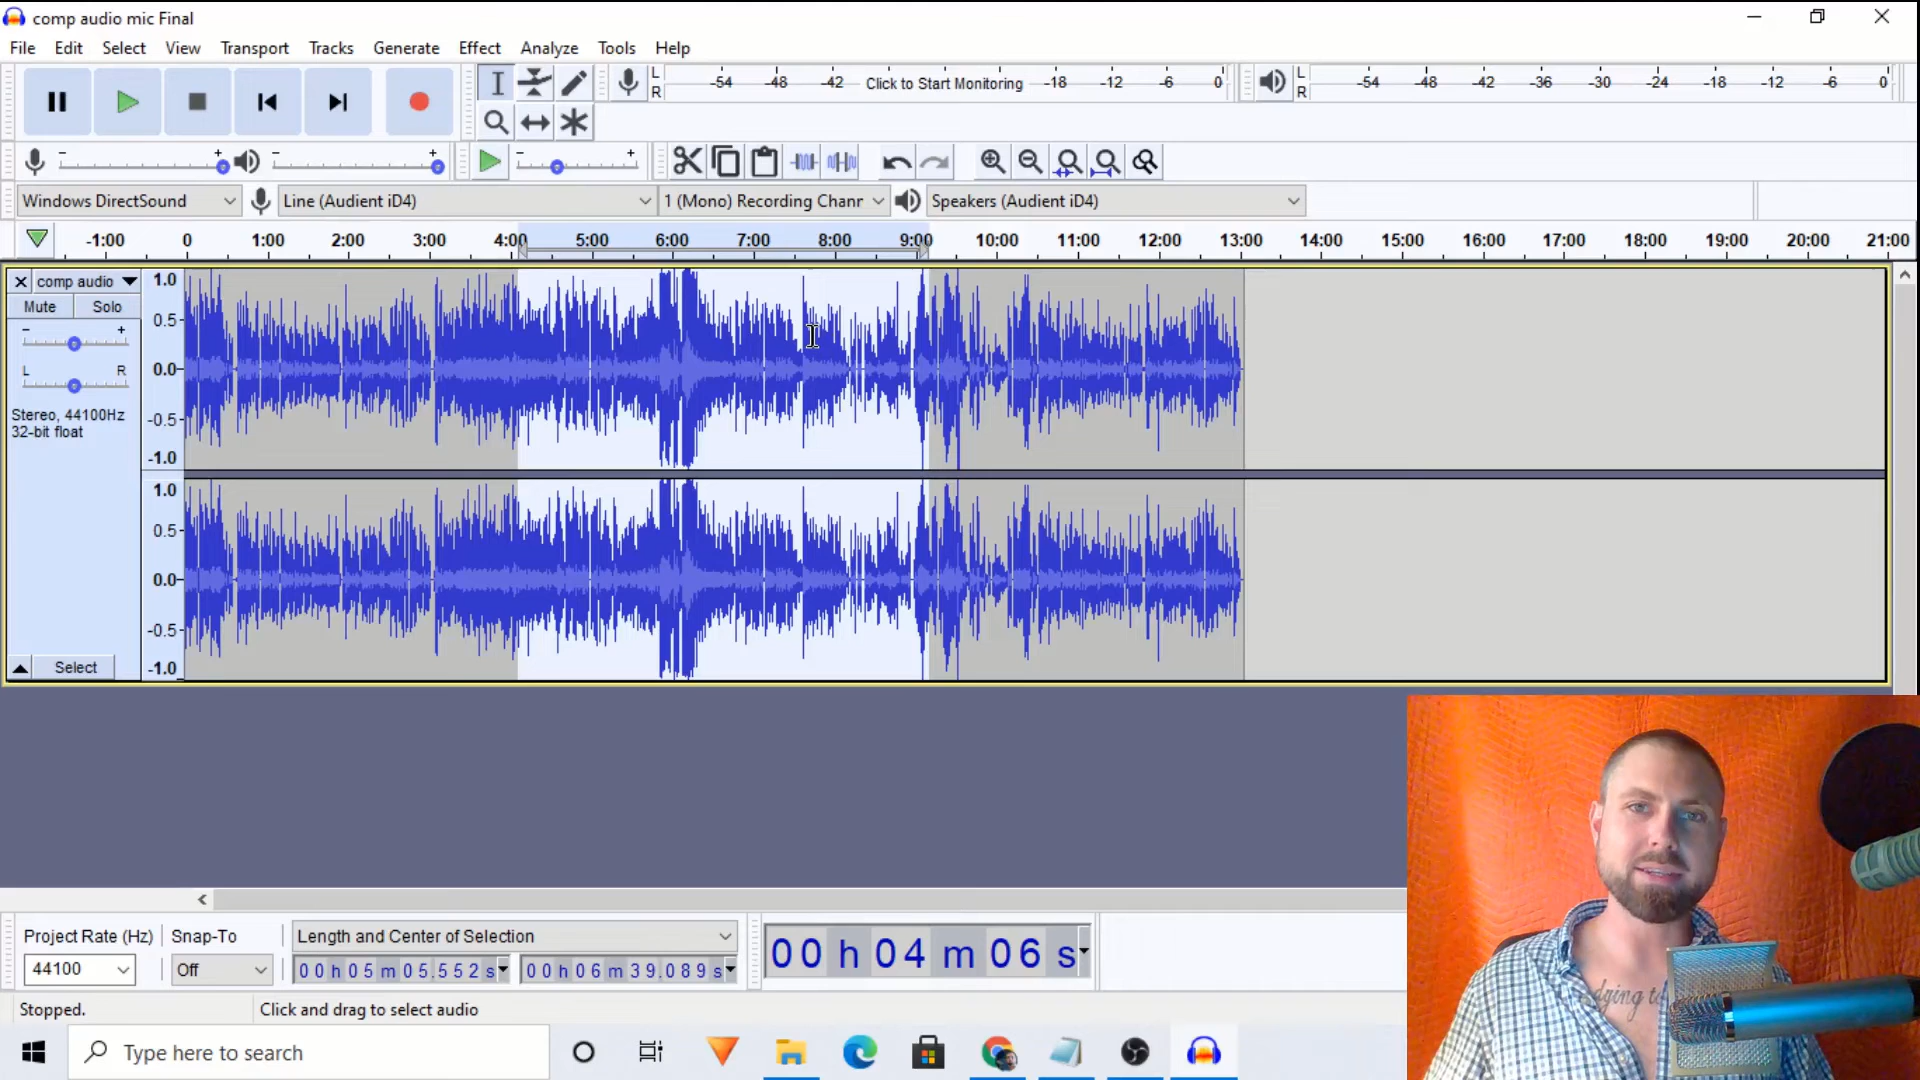 comp audio mic Final
File Edit Select View Transport Tracks Generate Effect Analyze Tools Help
L R -54 -48 -42 Click to Start Monitoring -18 -12 -6 0
L R -54 -48 -42 -36 -30 -24 -18 -12 -6 0
- + - + - +
Windows DirectSound Line (Audient iD4) 1 (Mono) Recording Chanr Speakers (Audient iD4)
-1:00 0 1:00 2:00 3:00 4:00 5:00 6:00 7:00 8:00 9:00 10:00 11:00 12:00 13:00 14:00 15:00 16:00 17:00 18:00 19:00 20:00 21:00
comp audio 1.0
Mute Solo
- + 0.5
L R 0.0
Stereo, 44100Hz -0.5
32-bit float
-1.0
1.0
0.5
0.0
-0.5
Select -1.0
Project Rate (Hz) Snap-To Length and Center of Selection
44100 Off 00 h 05 m 05.552 s 00 h 06 m 39.089 s
00 h 04 m 06 s
Stopped. Click and drag to select audio
Type here to search